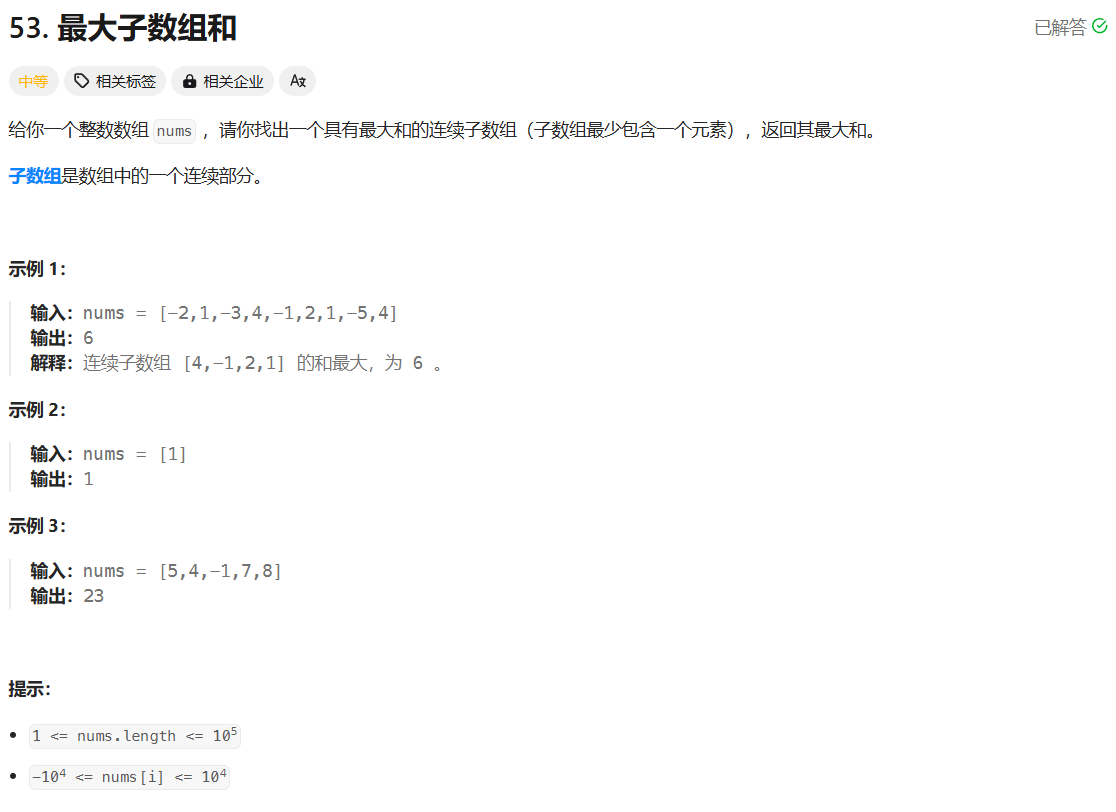 53. 最大子数组和
已解答
中等 相关标签 相关企业 Ax
给你一个整数数组 nums ，请你找出一个具有最大和的连续子数组（子数组最少包含一个元素），返回其最大和。
子数组是数组中的一个连续部分。
示例 1：
输入：nums = [-2,1,-3,4,-1,2,1,-5,4]
输出：6
解释：连续子数组 [4,-1,2,1] 的和最大，为 6 。
示例 2：
输入：nums = [1]
输出：1
示例 3：
输入：nums = [5,4,-1,7,8]
输出：23
提示：
• 1 <= nums.length <= 10⁵
• -10⁴ <= nums[i] <= 10⁴